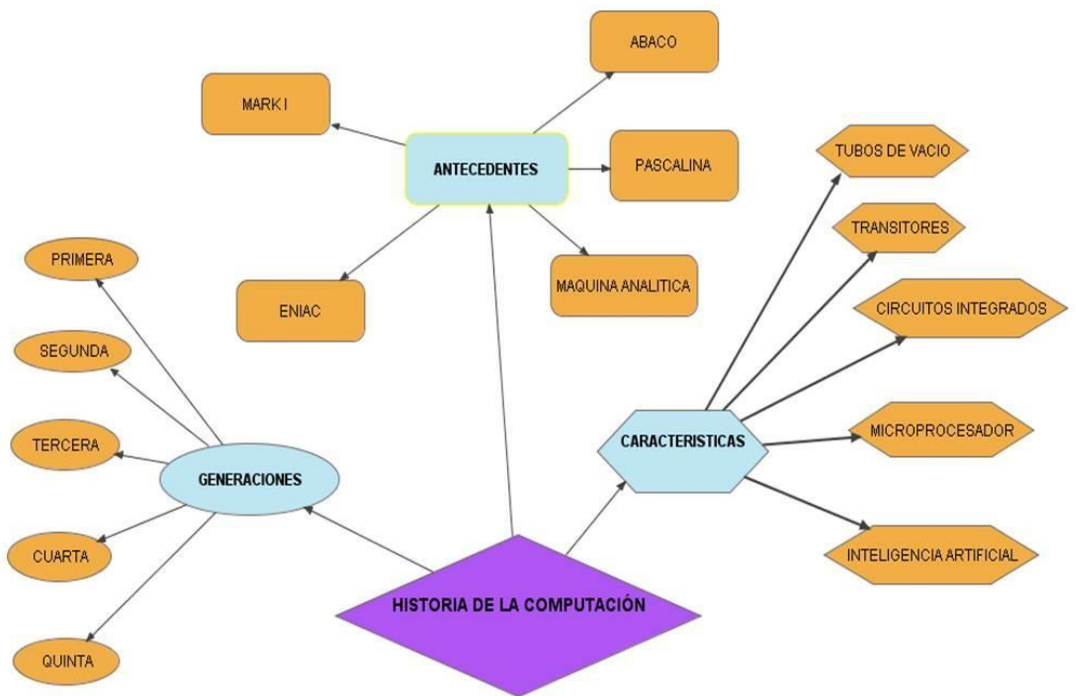 ABACO
MARK I
ANTECEDENTES
PASCALINA
TUBOS DE VACIO
TRANSITORES
PRIMERA
MAQUINA ANALITICA
ENIAC
CIRCUITOS INTEGRADOS
SEGUNDA
TERCERA
MICROPROCESADOR
CARACTERISTICAS
GENERACIONES
CUARTA
INTELIGENCIA ARTIFICIAL
HISTORIA DE LA COMPUTACIÓN
QUINTA